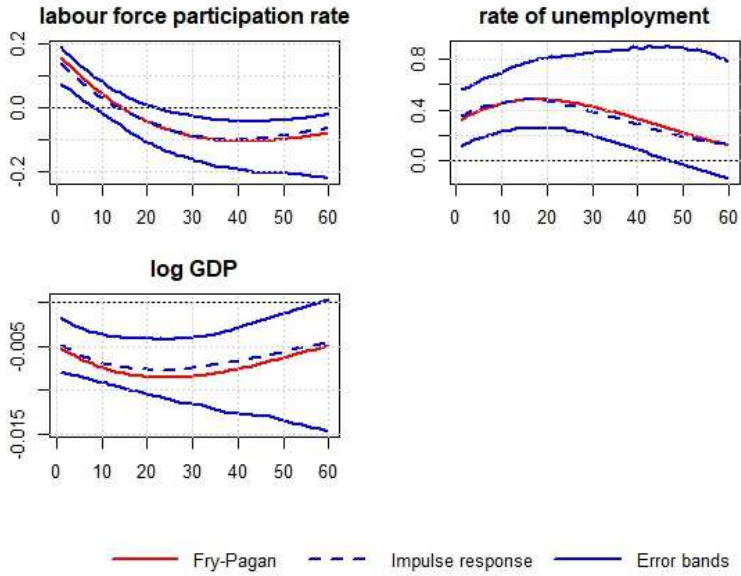 labour force participation rate
0.2
0.0
-0.2
0 10 20 30 40 50 60
rate of unemployment
0.8
0.4
0.0
0 10 20 30 40 50 60
log GDP
-0.005
-0.015
0 10 20 30 40 50 60
Fry-Pagan Impulse response Error bands